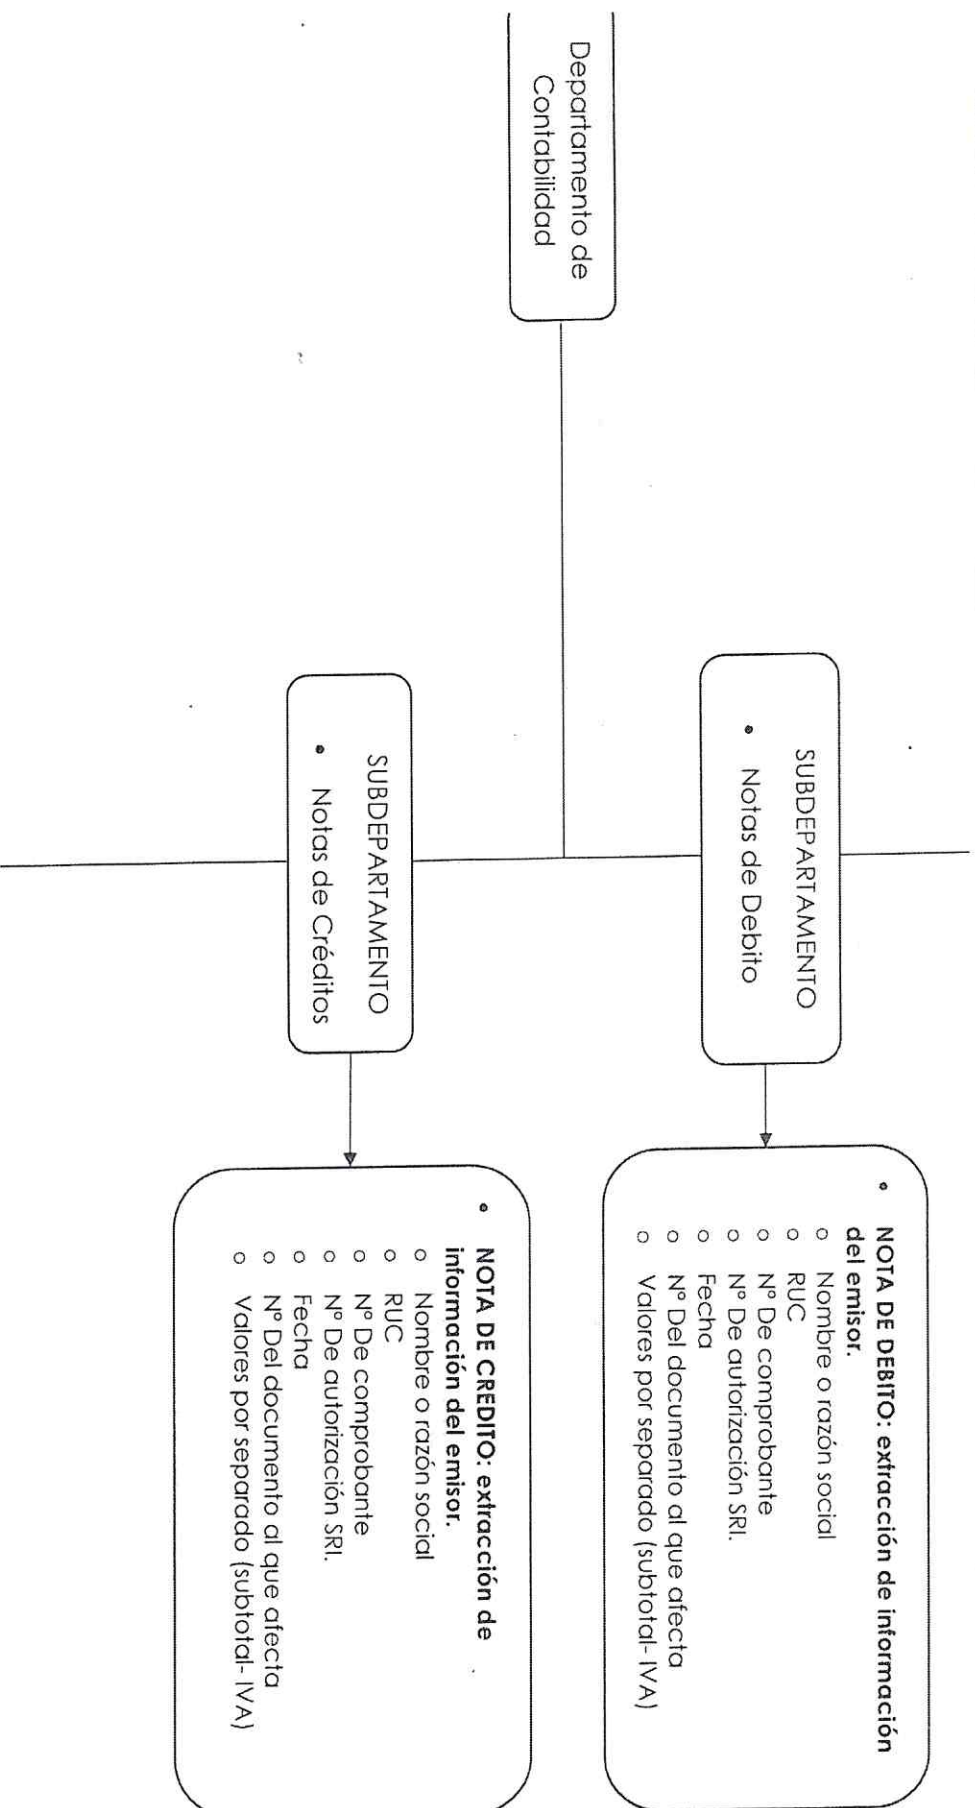 Departamento de
Contabilidad
SUBDEPARTAMENTO
• Notas de Debito
• NOTA DE DEBITO: extracción de información
del emisor.
○ Nombre o razón social
○ RUC
○ Nº De comprobante
○ Nº De autorización SRI.
○ Fecha
○ Nº Del documento al que afecta
○ Valores por separado (subtotal- IVA)
SUBDEPARTAMENTO
• Notas de Créditos
• NOTA DE CREDITO: extracción de
información del emisor.
○ Nombre o razón social
○ RUC
○ Nº De comprobante
○ Nº De autorización SRI.
○ Fecha
○ Nº Del documento al que afecta
○ Valores por separado (subtotal- IVA)